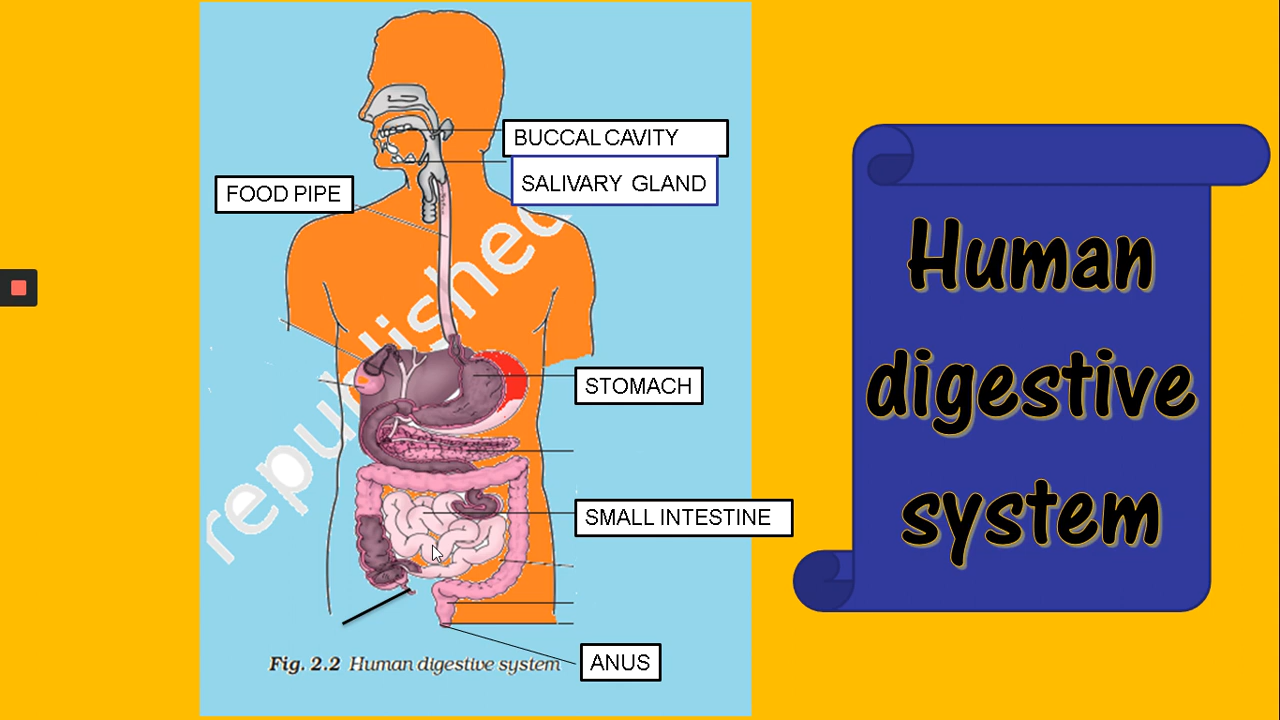 BUCCAL CAVITY
SALIVARY GLAND
FOOD PIPE
STOMACH
SMALL INTESTINE
ANUS
republished
Fig. 2.2 Human digestive system
Human
digestive
system